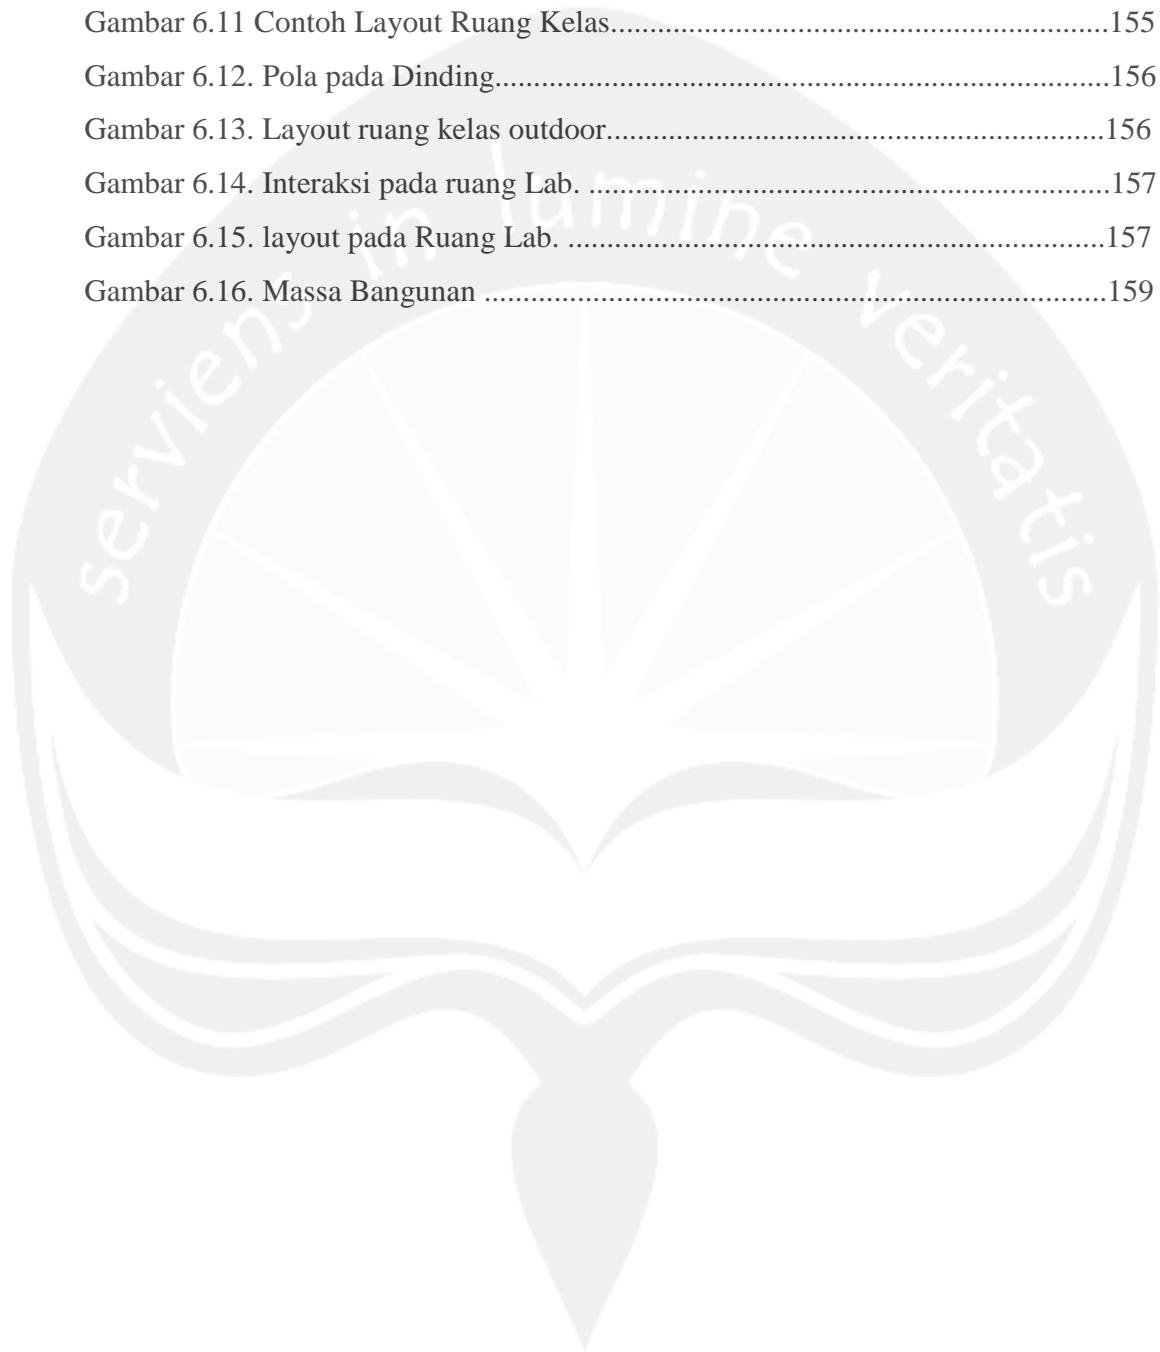 Gambar 6.11 Contoh Layout Ruang Kelas...............................................................155
Gambar 6.12. Pola pada Dinding..............................................................................156
Gambar 6.13. Layout ruang kelas outdoor...............................................................156
Gambar 6.14. Interaksi pada ruang Lab. ..................................................................157
Gambar 6.15. layout pada Ruang Lab. ....................................................................157
Gambar 6.16. Massa Bangunan ...............................................................................159
serviens in lumine veritatis